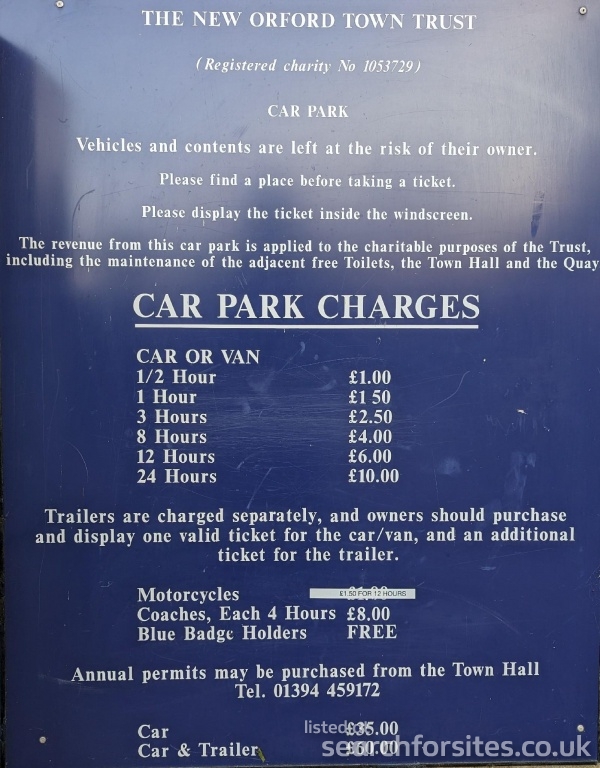 THE NEW ORFORD TOWN TRUST
(Registered charity No 1053729)
CAR PARK
Vehicles and contents are left at the risk of their owner.
Please find a place before taking a ticket.
Please display the ticket inside the windscreen.
The revenue from this car park is applied to the charitable purposes of the Trust,
including the maintenance of the adjacent free Toilets, the Town Hall and the Quay
CAR PARK CHARGES
CAR OR VAN
1/2 Hour £1.00
1 Hour £1 50
3 Hours £2.50
8 Hours £4.00
12 Hours £6.00
24 Hours £10.00
Trailers are charged separately, and owners should purchase
and display one valid ticket for the car/van, and an additional
ticket for the trailer.
Motorcycles £1.50 FOR 12 HOURS
Coaches, Each 4 Hours £8.00
Blue Badge Holders FREE
Annual permits may be purchased from the Town Hall
Tel. 01394 459172
Car £35.00
Car & Trailer £60.00
listed at
searchforsites.co.uk